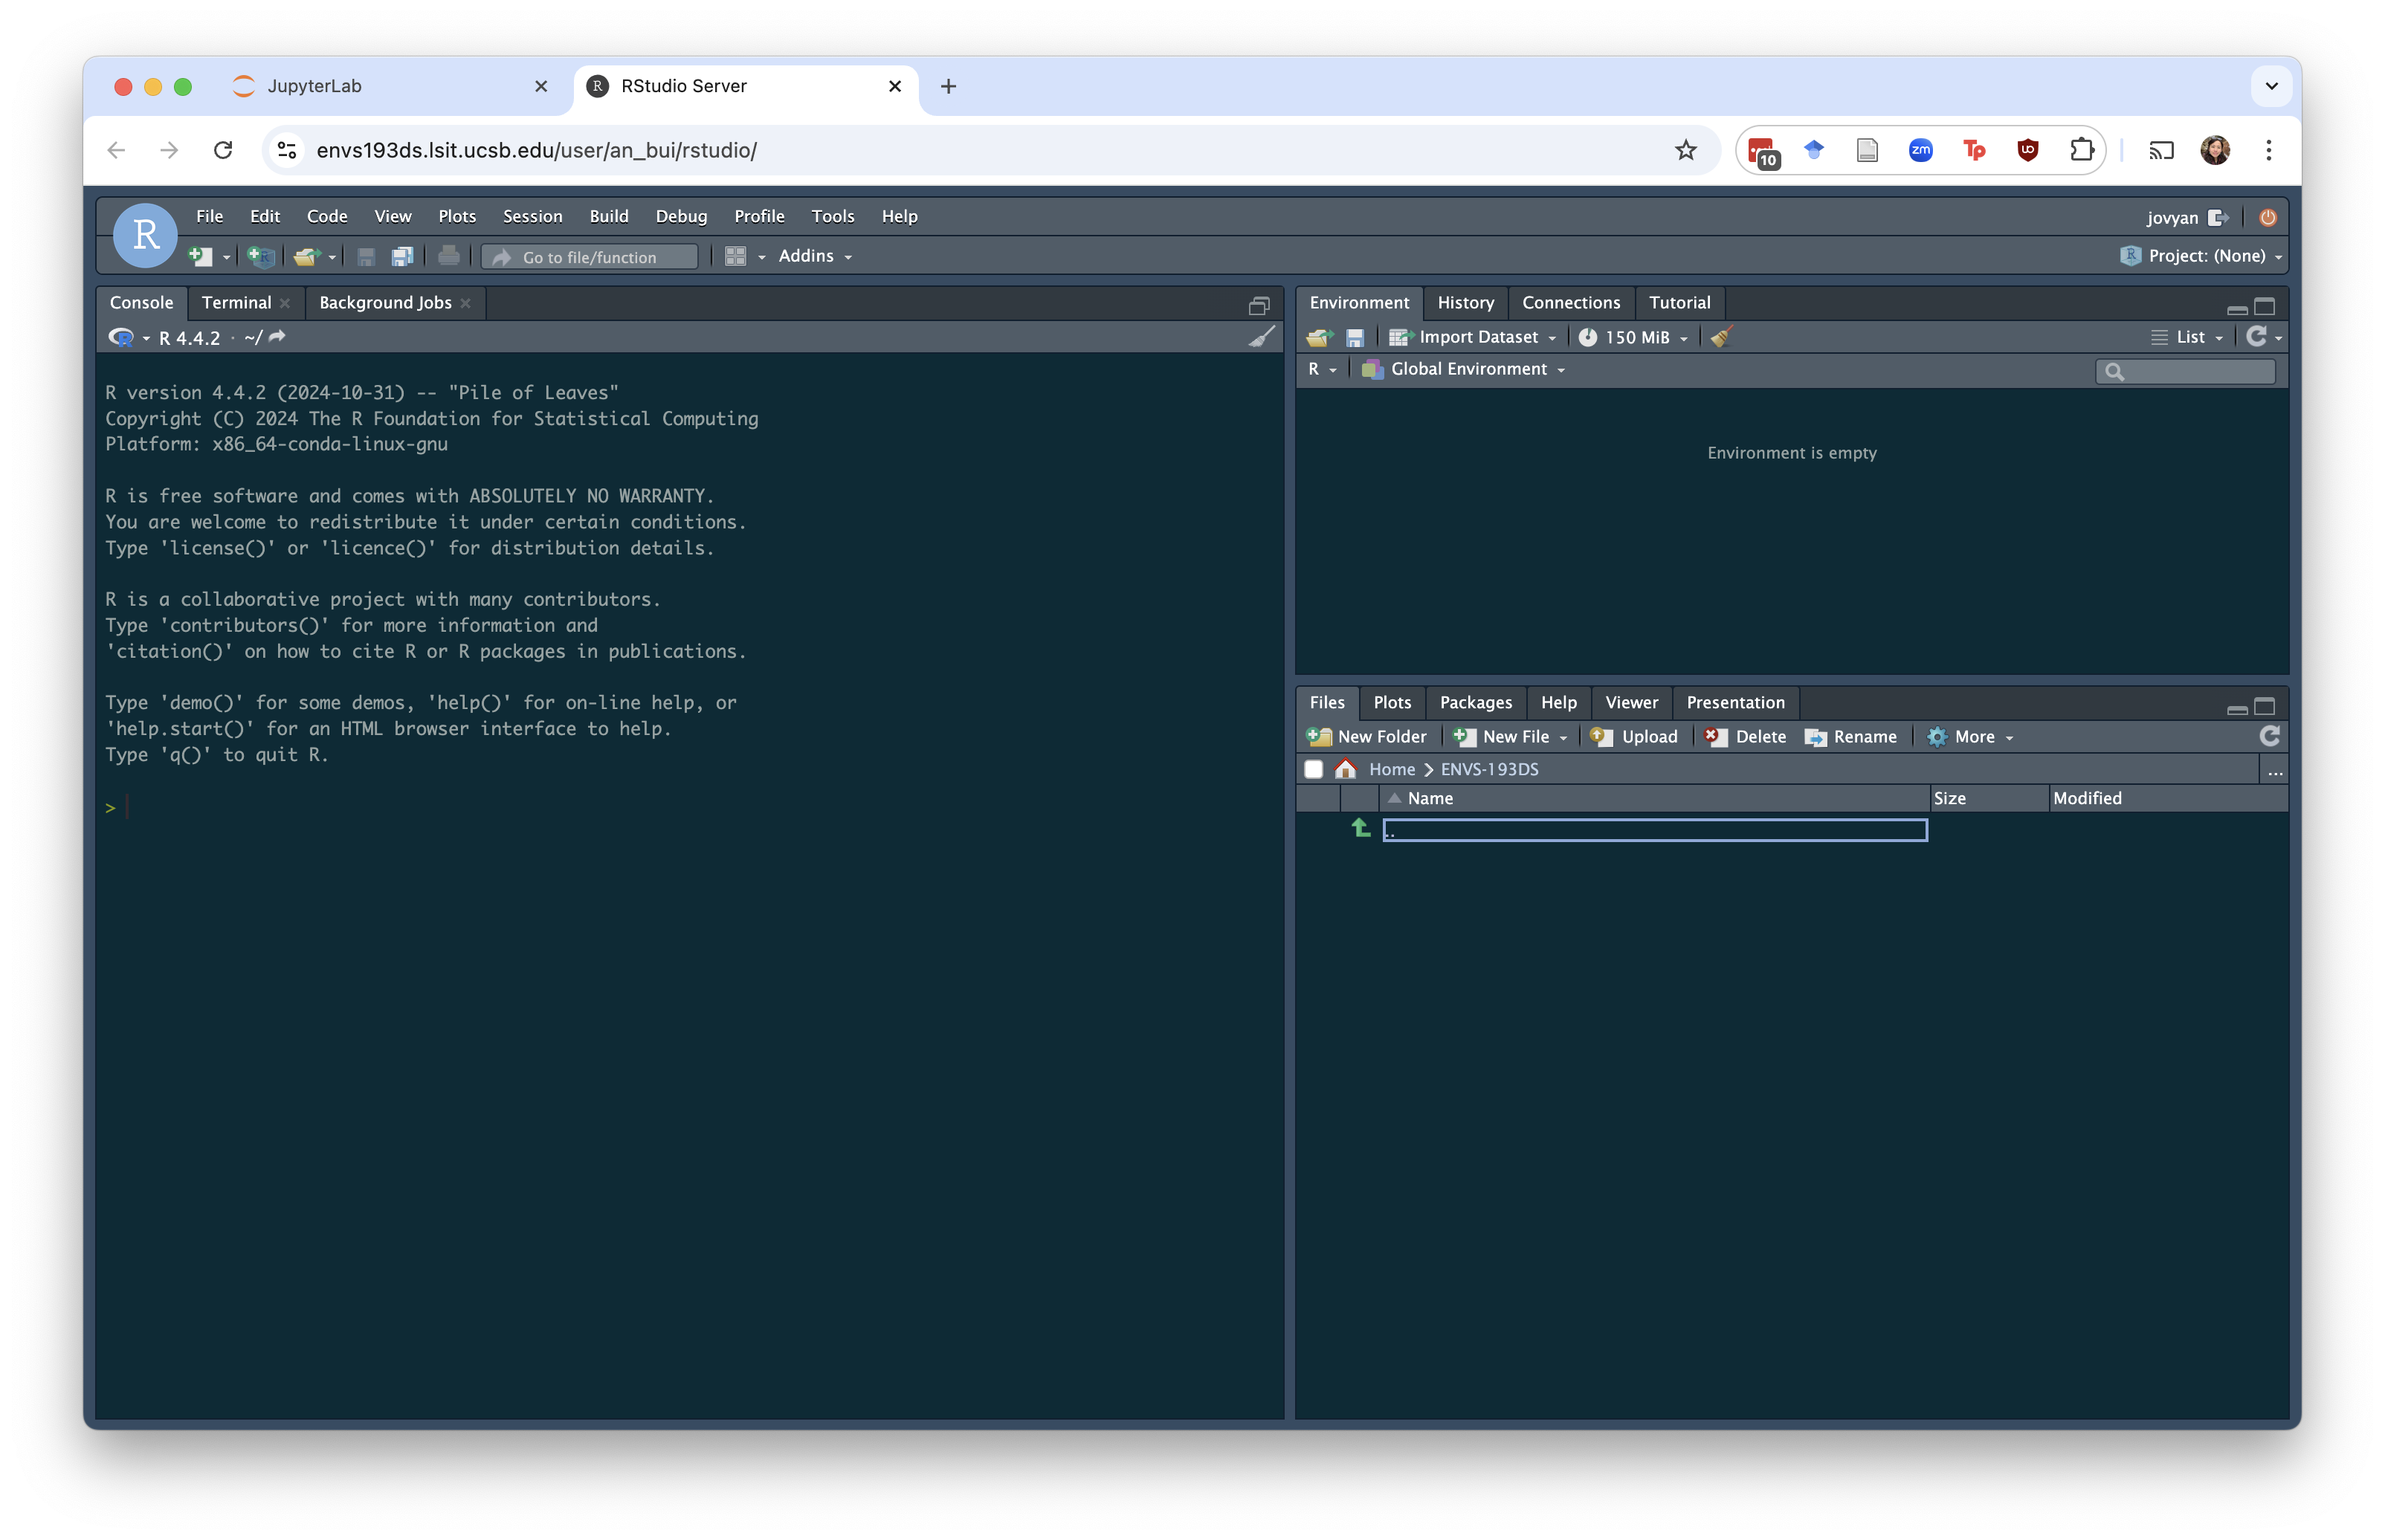 JupyterLab
RStudio Server
envs193ds.lsit.ucsb.edu/user/an_bui/rstudio/
10
zm
Tp
R
File Edit Code View Plots Session Build Debug Profile Tools Help
jovyan
Go to file/function
Addins
Project: (None)
Console Terminal Background Jobs
R 4.4.2 · ~/
R version 4.4.2 (2024-10-31) -- "Pile of Leaves"
Copyright (C) 2024 The R Foundation for Statistical Computing
Platform: x86_64-conda-linux-gnu
R is free software and comes with ABSOLUTELY NO WARRANTY.
You are welcome to redistribute it under certain conditions.
Type 'license()' or 'licence()' for distribution details.
R is a collaborative project with many contributors.
Type 'contributors()' for more information and
'citation()' on how to cite R or R packages in publications.
Type 'demo()' for some demos, 'help()' for on-line help, or
'help.start()' for an HTML browser interface to help.
Type 'q()' to quit R.
>
Environment History Connections Tutorial
Import Dataset 150 MiB List
R Global Environment
Environment is empty
Files Plots Packages Help Viewer Presentation
New Folder New File Upload Delete Rename More
Home ENVS-193DS ...
Name Size Modified
..